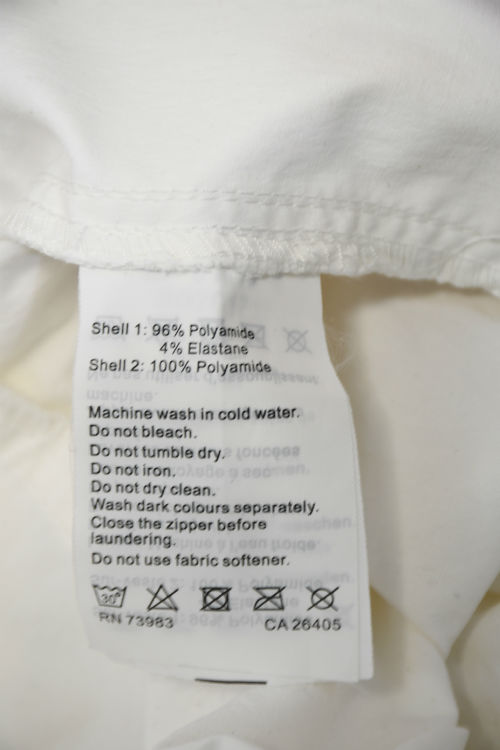 Shell 1: 96% Polyamide
4% Elastane
Shell 2: 100% Polyamide
Machine wash in cold water.
Do not bleach.
Do not tumble dry.
Do not iron.
Do not dry clean.
Wash dark colours separately.
Close the zipper before
laundering.
Do not use fabric softener.
30°
RN 73983 CA 26405